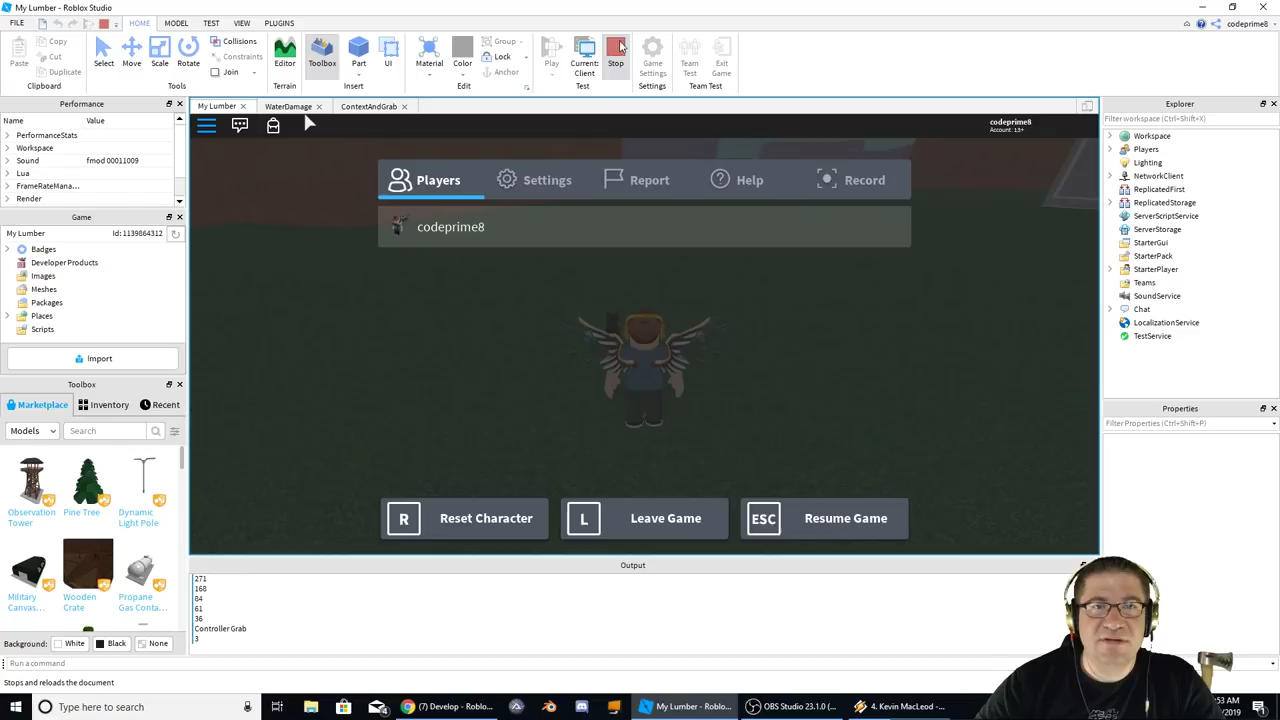 My Lumber - Roblox Studio
FILE HOME MODEL TEST VIEW PLUGINS codeprime8
Paste Copy Cut Duplicate Clipboard
Select Move Scale Rotate Collisions Constraints Join Tools
Editor Terrain
Toolbox Part UI Insert
Material Color Group Lock Anchor Edit
Play Current: Client Stop Test
Game Settings Settings
Team Test Exit Game Team Test
Performance
Name Value
PerformanceStats
Workspace
Sound fmod 00011009
Lua
FrameRateMana...
Render
Game
My Lumber Id: 1139864312
Badges
Developer Products
Images
Meshes
Packages
Places
Scripts
Import
Toolbox
Marketplace Inventory Recent
Models Search
Observation Tower
Pine Tree
Dynamic Light Pole
Military Canvas...
Wooden Crate
Propane Gas Conta...
Background: White Black None
My Lumber WaterDamage ContextAndGrab
codeprime8
Account: 13+
Players Settings Report Help Record
codeprime8
R Reset Character L Leave Game ESC Resume Game
Output
271
168
84
61
36
Controller Grab
3
Explorer
Filter workspace (Ctrl+Shift+X)
Workspace
Players
Lighting
NetworkClient
ReplicatedFirst
ReplicatedStorage
ServerScriptService
ServerStorage
StarterGui
StarterPack
StarterPlayer
Teams
SoundService
Chat
LocalizationService
TestService
Properties
Filter Properties (Ctrl+Shift+P)
Run a command
Stops and reloads the document
Type here to search
(7) Develop - Roblo...
My Lumber - Roblo...
OBS Studio 23.1.0 (...
4. Kevin MacLeod -...
:53 AM
/2019